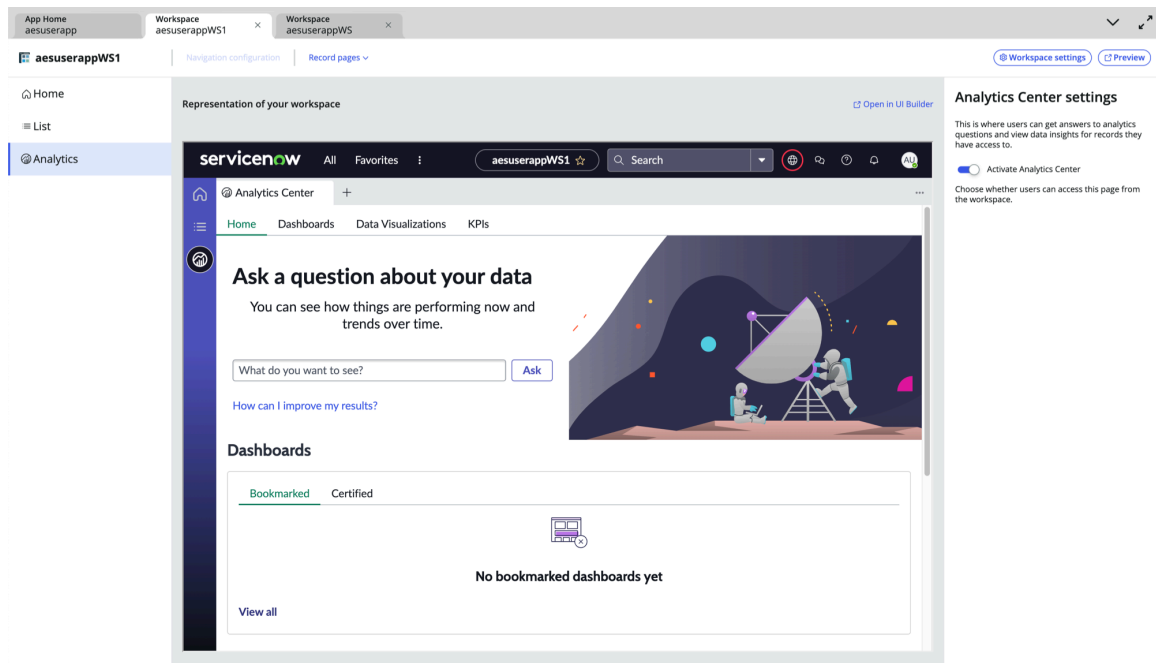 App Home
aesuserapp
Workspace
aesuserappWS1
Workspace
aesuserappWS
aesuserappWS1
Navigation configuration
Record pages
Workspace settings
Preview
Home
List
Analytics
Representation of your workspace
Open in UI Builder
servicenow All Favorites
aesuserappWS1
Search
AU
Analytics Center
Home Dashboards Data Visualizations KPIs
Ask a question about your data
You can see how things are performing now and
trends over time.
What do you want to see?
Ask
How can I improve my results?
Dashboards
Bookmarked Certified
No bookmarked dashboards yet
View all
Analytics Center settings
This is where users can get answers to analytics
questions and view data insights for records they
have access to.
Activate Analytics Center
Choose whether users can access this page from
the workspace.